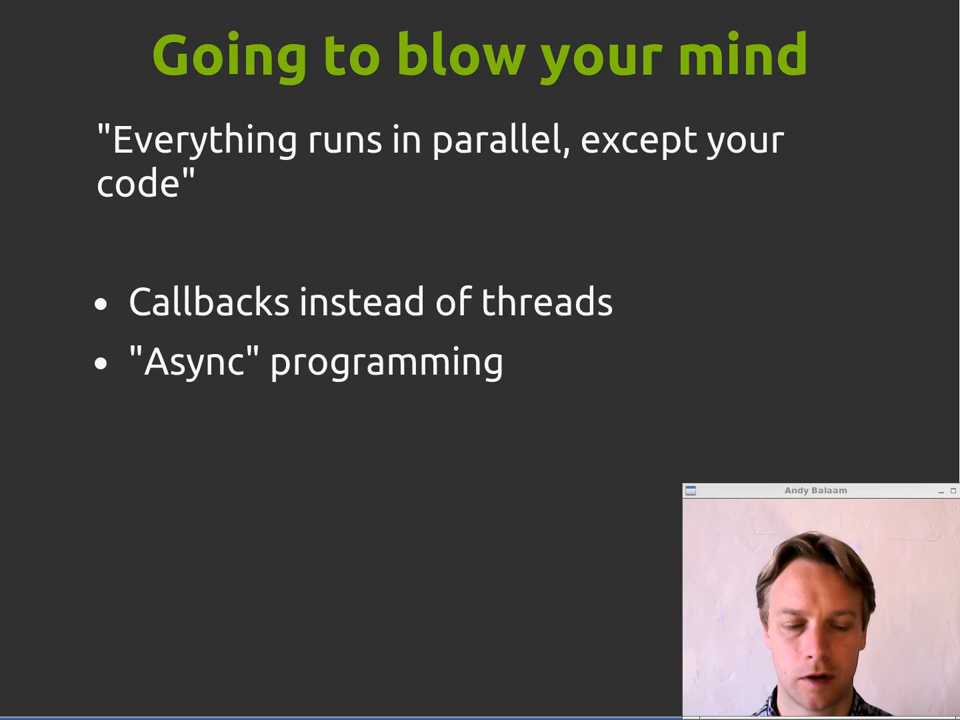 Going to blow your mind
"Everything runs in parallel, except your
code"
• Callbacks instead of threads
• "Async" programming
Andy Balaam